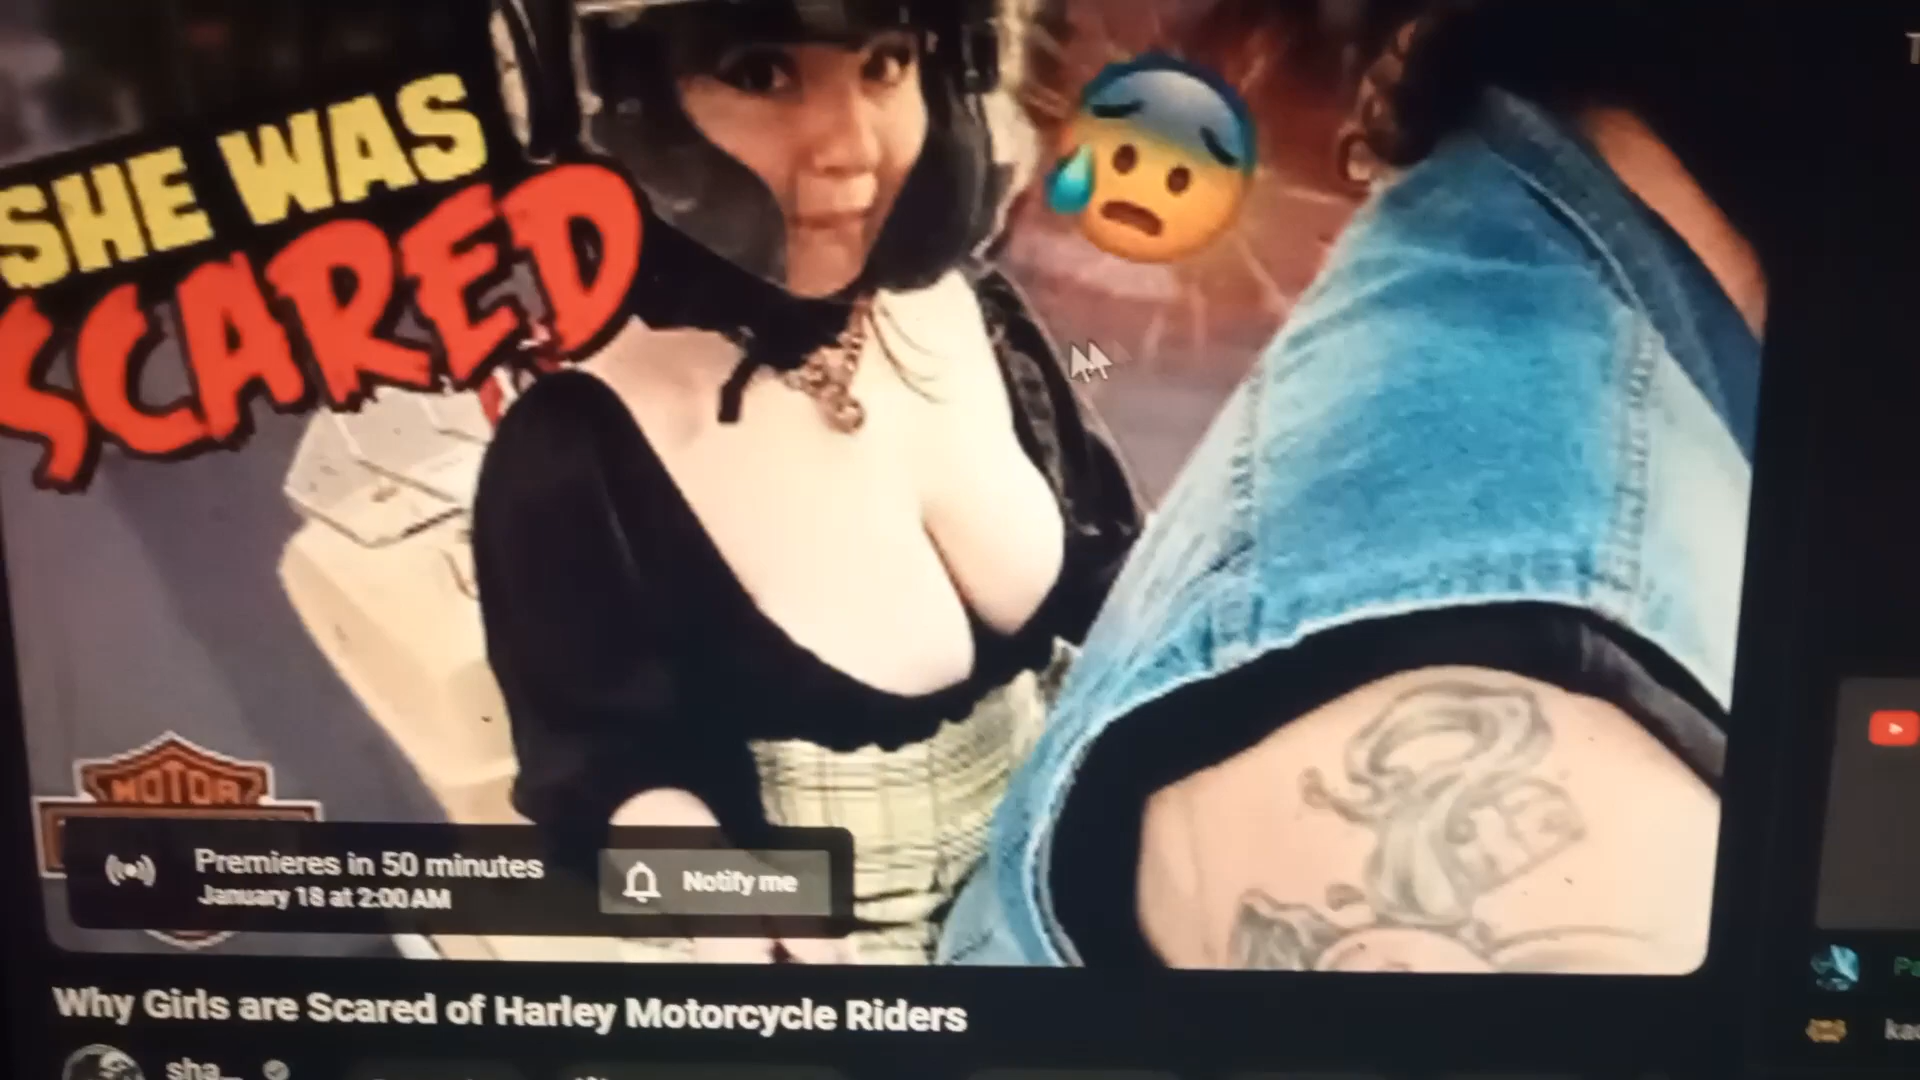 SHE WAS
SCARED
MOTOR
Premieres in 50 minutes
January 18 at 2:00 AM
Notify me
Why Girls are Scared of Harley Motorcycle Riders
sha